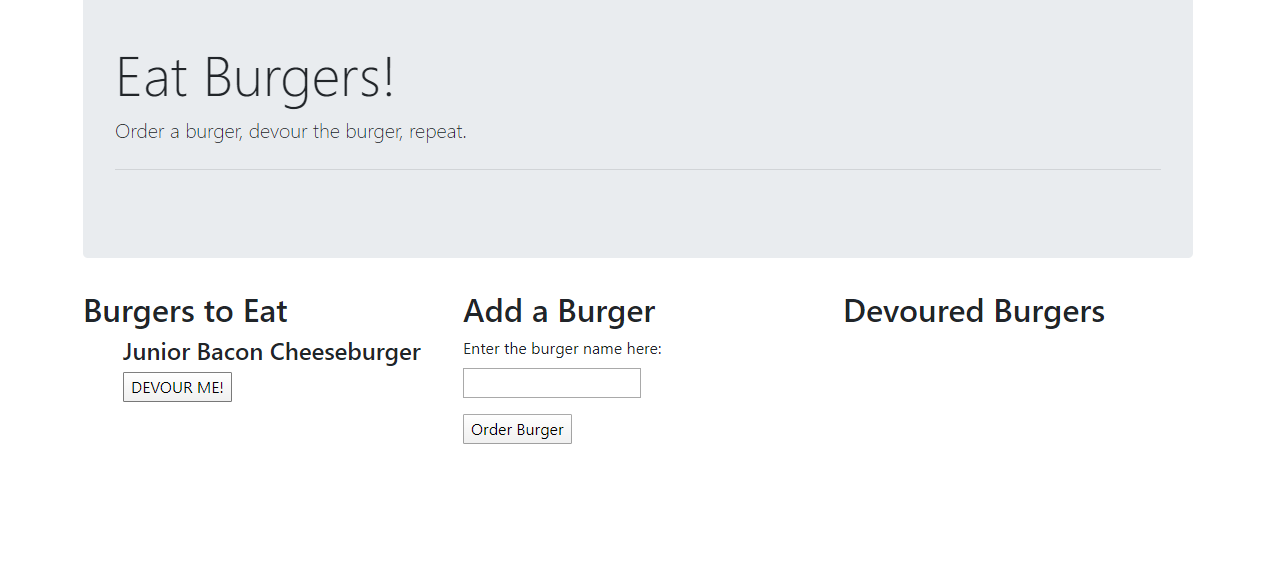 Eat Burgers!
Order a burger, devour the burger, repeat.
Burgers to Eat
Junior Bacon Cheeseburger
DEVOUR ME!
Add a Burger
Enter the burger name here:
Order Burger
Devoured Burgers